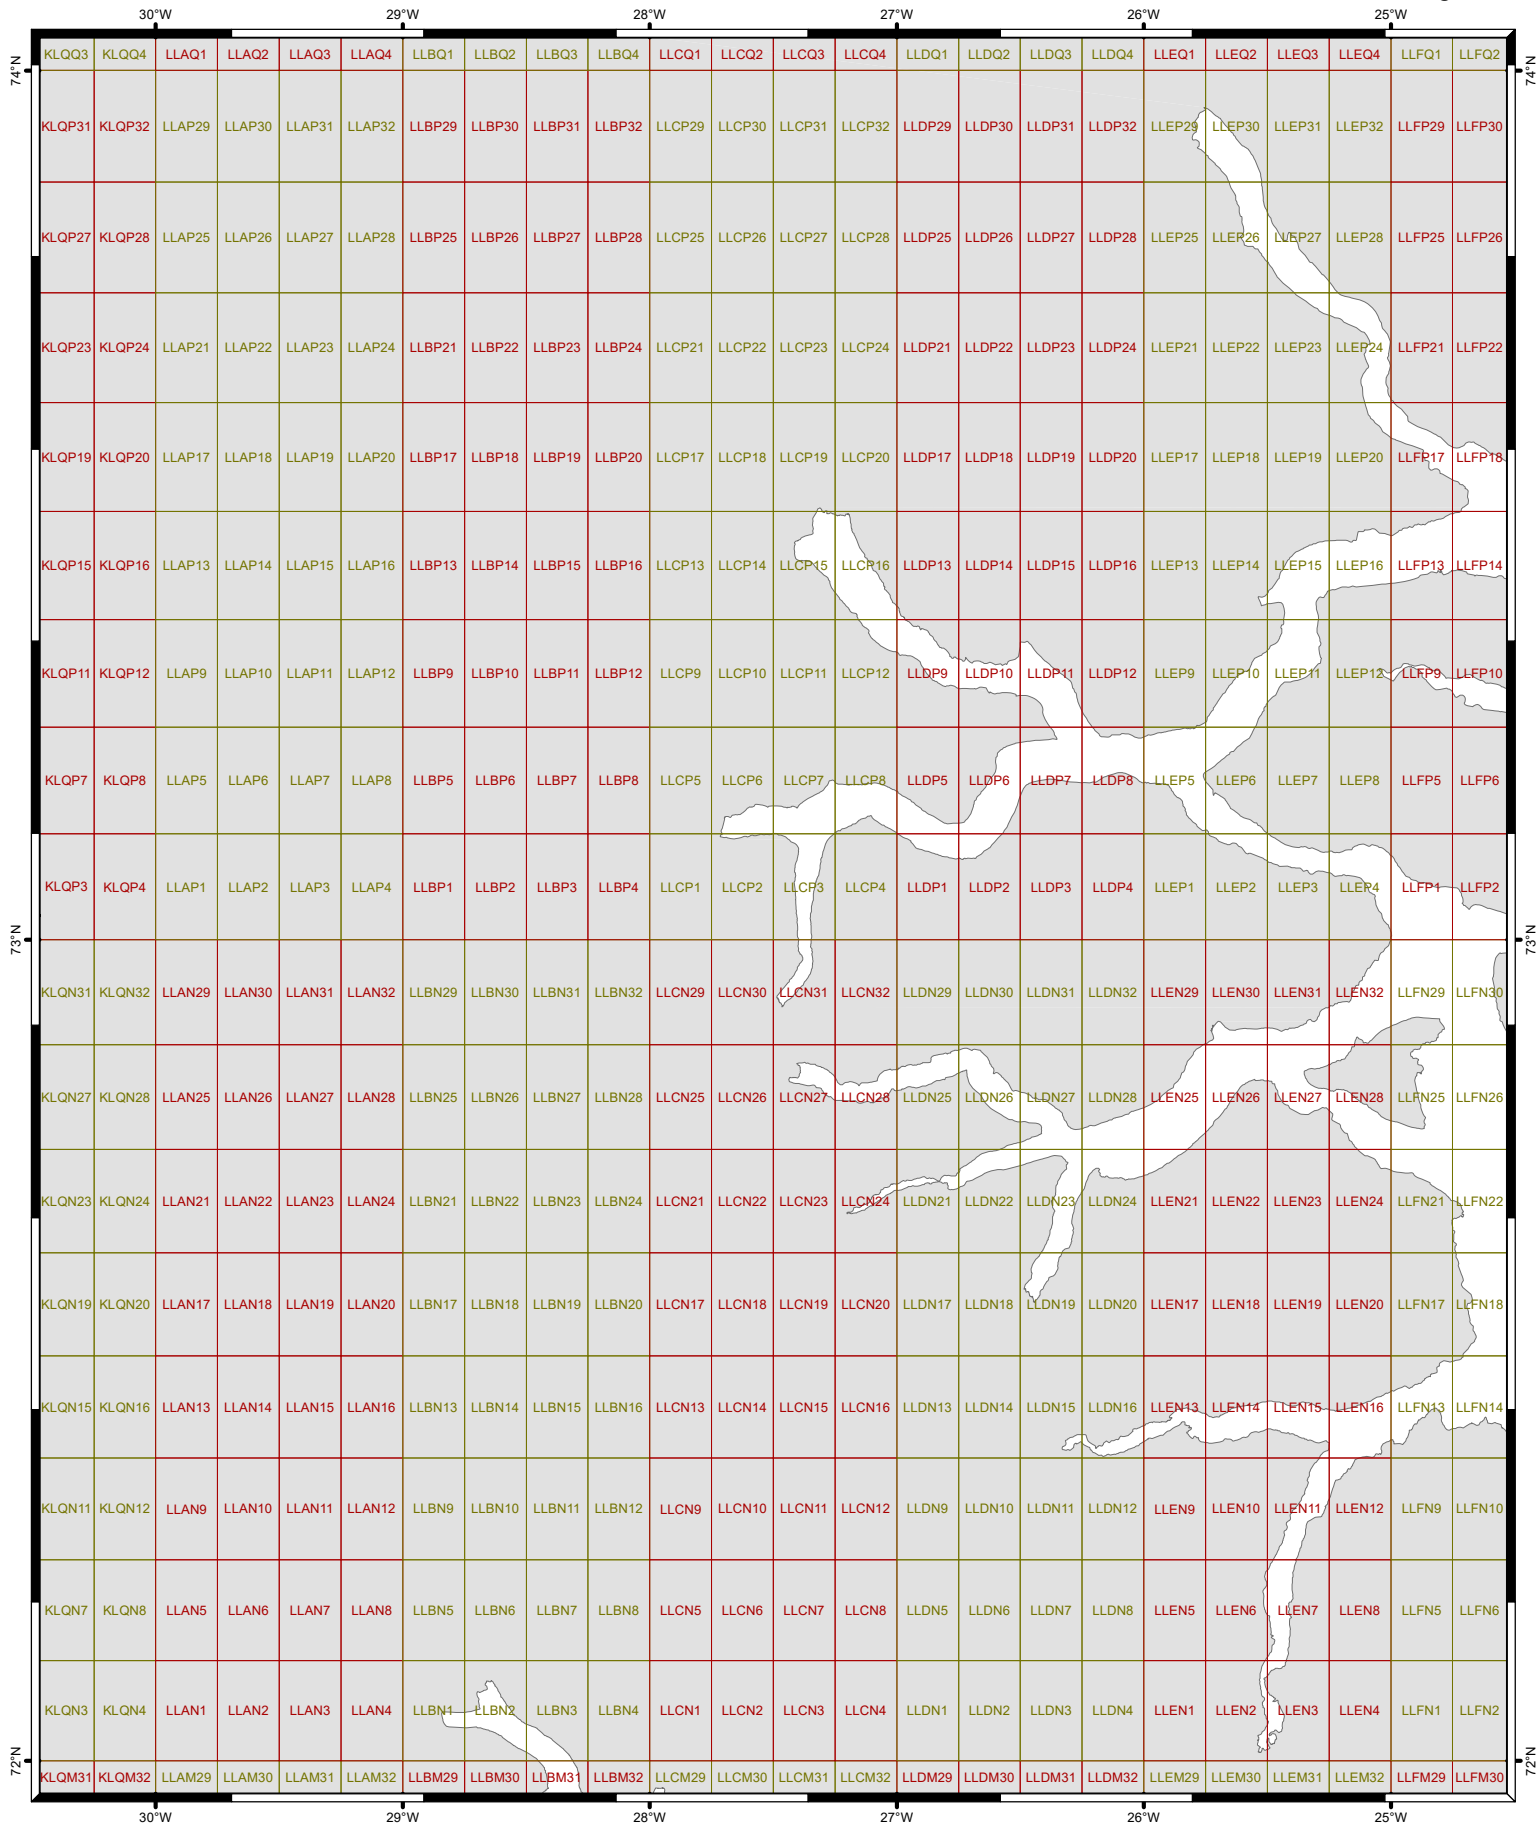 30°W 29°W 28°W 27°W 26°W 25°W
KLQQ3 KLQQ4 LLAQ1 LLAQ2 LLAQ3 LLAQ4 LLBQ1 LLBQ2 LLBQ3 LLBQ4 LLCQ1 LLCQ2 LLCQ3 LLCQ4 LLDQ1 LLDQ2 LLDQ3 LLDQ4 LLEQ1 LLEQ2 LLEQ3 LLEQ4 LLFQ1 LLFQ2
74°N 74°N
KLQP31 KLQP32 LLAP29 LLAP30 LLAP31 LLAP32 LLBP29 LLBP30 LLBP31 LLBP32 LLCP29 LLCP30 LLCP31 LLCP32 LLDP29 LLDP30 LLDP31 LLDP32 LLEP29 LLEP30 LLEP31 LLEP32 LLFP29 LLFP30
KLQP27 KLQP28 LLAP25 LLAP26 LLAP27 LLAP28 LLBP25 LLBP26 LLBP27 LLBP28 LLCP25 LLCP26 LLCP27 LLCP28 LLDP25 LLDP26 LLDP27 LLDP28 LLEP25 LLEP26 LLEP27 LLEP28 LLFP25 LLFP26
KLQP23 KLQP24 LLAP21 LLAP22 LLAP23 LLAP24 LLBP21 LLBP22 LLBP23 LLBP24 LLCP21 LLCP22 LLCP23 LLCP24 LLDP21 LLDP22 LLDP23 LLDP24 LLEP21 LLEP22 LLEP23 LLEP24 LLFP21 LLFP22
KLQP19 KLQP20 LLAP17 LLAP18 LLAP19 LLAP20 LLBP17 LLBP18 LLBP19 LLBP20 LLCP17 LLCP18 LLCP19 LLCP20 LLDP17 LLDP18 LLDP19 LLDP20 LLEP17 LLEP18 LLEP19 LLEP20 LLFP17 LLFP18
KLQP15 KLQP16 LLAP13 LLAP14 LLAP15 LLAP16 LLBP13 LLBP14 LLBP15 LLBP16 LLCP13 LLCP14 LLCP15 LLCP16 LLDP13 LLDP14 LLDP15 LLDP16 LLEP13 LLEP14 LLEP15 LLEP16 LLFP13 LLFP14
KLQP11 KLQP12 LLAP9 LLAP10 LLAP11 LLAP12 LLBP9 LLBP10 LLBP11 LLBP12 LLCP9 LLCP10 LLCP11 LLCP12 LLDP9 LLDP10 LLDP11 LLDP12 LLEP9 LLEP10 LLEP11 LLEP12 LLFP9 LLFP10
KLQP7 KLQP8 LLAP5 LLAP6 LLAP7 LLAP8 LLBP5 LLBP6 LLBP7 LLBP8 LLCP5 LLCP6 LLCP7 LLCP8 LLDP5 LLDP6 LLDP7 LLDP8 LLEP5 LLEP6 LLEP7 LLEP8 LLFP5 LLFP6
KLQP3 KLQP4 LLAP1 LLAP2 LLAP3 LLAP4 LLBP1 LLBP2 LLBP3 LLBP4 LLCP1 LLCP2 LLCP3 LLCP4 LLDP1 LLDP2 LLDP3 LLDP4 LLEP1 LLEP2 LLEP3 LLEP4 LLFP1 LLFP2
73°N 73°N
KLQN31 KLQN32 LLAN29 LLAN30 LLAN31 LLAN32 LLBN29 LLBN30 LLBN31 LLBN32 LLCN29 LLCN30 LLCN31 LLCN32 LLDN29 LLDN30 LLDN31 LLDN32 LLEN29 LLEN30 LLEN31 LLEN32 LLFN29 LLFN30
KLQN27 KLQN28 LLAN25 LLAN26 LLAN27 LLAN28 LLBN25 LLBN26 LLBN27 LLBN28 LLCN25 LLCN26 LLCN27 LLCN28 LLDN25 LLDN26 LLDN27 LLDN28 LLEN25 LLEN26 LLEN27 LLEN28 LLFN25 LLFN26
KLQN23 KLQN24 LLAN21 LLAN22 LLAN23 LLAN24 LLBN21 LLBN22 LLBN23 LLBN24 LLCN21 LLCN22 LLCN23 LLCN24 LLDN21 LLDN22 LLDN23 LLDN24 LLEN21 LLEN22 LLEN23 LLEN24 LLFN21 LLFN22
KLQN19 KLQN20 LLAN17 LLAN18 LLAN19 LLAN20 LLBN17 LLBN18 LLBN19 LLBN20 LLCN17 LLCN18 LLCN19 LLCN20 LLDN17 LLDN18 LLDN19 LLDN20 LLEN17 LLEN18 LLEN19 LLEN20 LLFN17 LLFN18
KLQN15 KLQN16 LLAN13 LLAN14 LLAN15 LLAN16 LLBN13 LLBN14 LLBN15 LLBN16 LLCN13 LLCN14 LLCN15 LLCN16 LLDN13 LLDN14 LLDN15 LLDN16 LLEN13 LLEN14 LLEN15 LLEN16 LLFN13 LLFN14
KLQN11 KLQN12 LLAN9 LLAN10 LLAN11 LLAN12 LLBN9 LLBN10 LLBN11 LLBN12 LLCN9 LLCN10 LLCN11 LLCN12 LLDN9 LLDN10 LLDN11 LLDN12 LLEN9 LLEN10 LLEN11 LLEN12 LLFN9 LLFN10
KLQN7 KLQN8 LLAN5 LLAN6 LLAN7 LLAN8 LLBN5 LLBN6 LLBN7 LLBN8 LLCN5 LLCN6 LLCN7 LLCN8 LLDN5 LLDN6 LLDN7 LLDN8 LLEN5 LLEN6 LLEN7 LLEN8 LLFN5 LLFN6
KLQN3 KLQN4 LLAN1 LLAN2 LLAN3 LLAN4 LLBN1 LLBN2 LLBN3 LLBN4 LLCN1 LLCN2 LLCN3 LLCN4 LLDN1 LLDN2 LLDN3 LLDN4 LLEN1 LLEN2 LLEN3 LLEN4 LLFN1 LLFN2
72°N 72°N
KLQM31 KLQM32 LLAM29 LLAM30 LLAM31 LLAM32 LLBM29 LLBM30 LLBM31 LLBM32 LLCM29 LLCM30 LLCM31 LLCM32 LLDM29 LLDM30 LLDM31 LLDM32 LLEM29 LLEM30 LLEM31 LLEM32 LLFM29 LLFM30
30°W 29°W 28°W 27°W 26°W 25°W